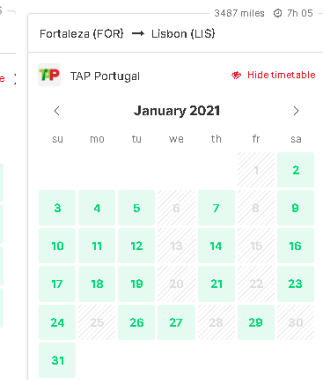 3487 miles 7h 05
Fortaleza (FOR) → Lisbon (LIS)
TAP TAP Portugal Hide timetable
January 2021
su mo tu we th fr sa
1 2
3 4 5 6 7 8 9
10 11 12 13 14 15 16
17 18 19 20 21 22 23
24 25 26 27 28 29 30
31